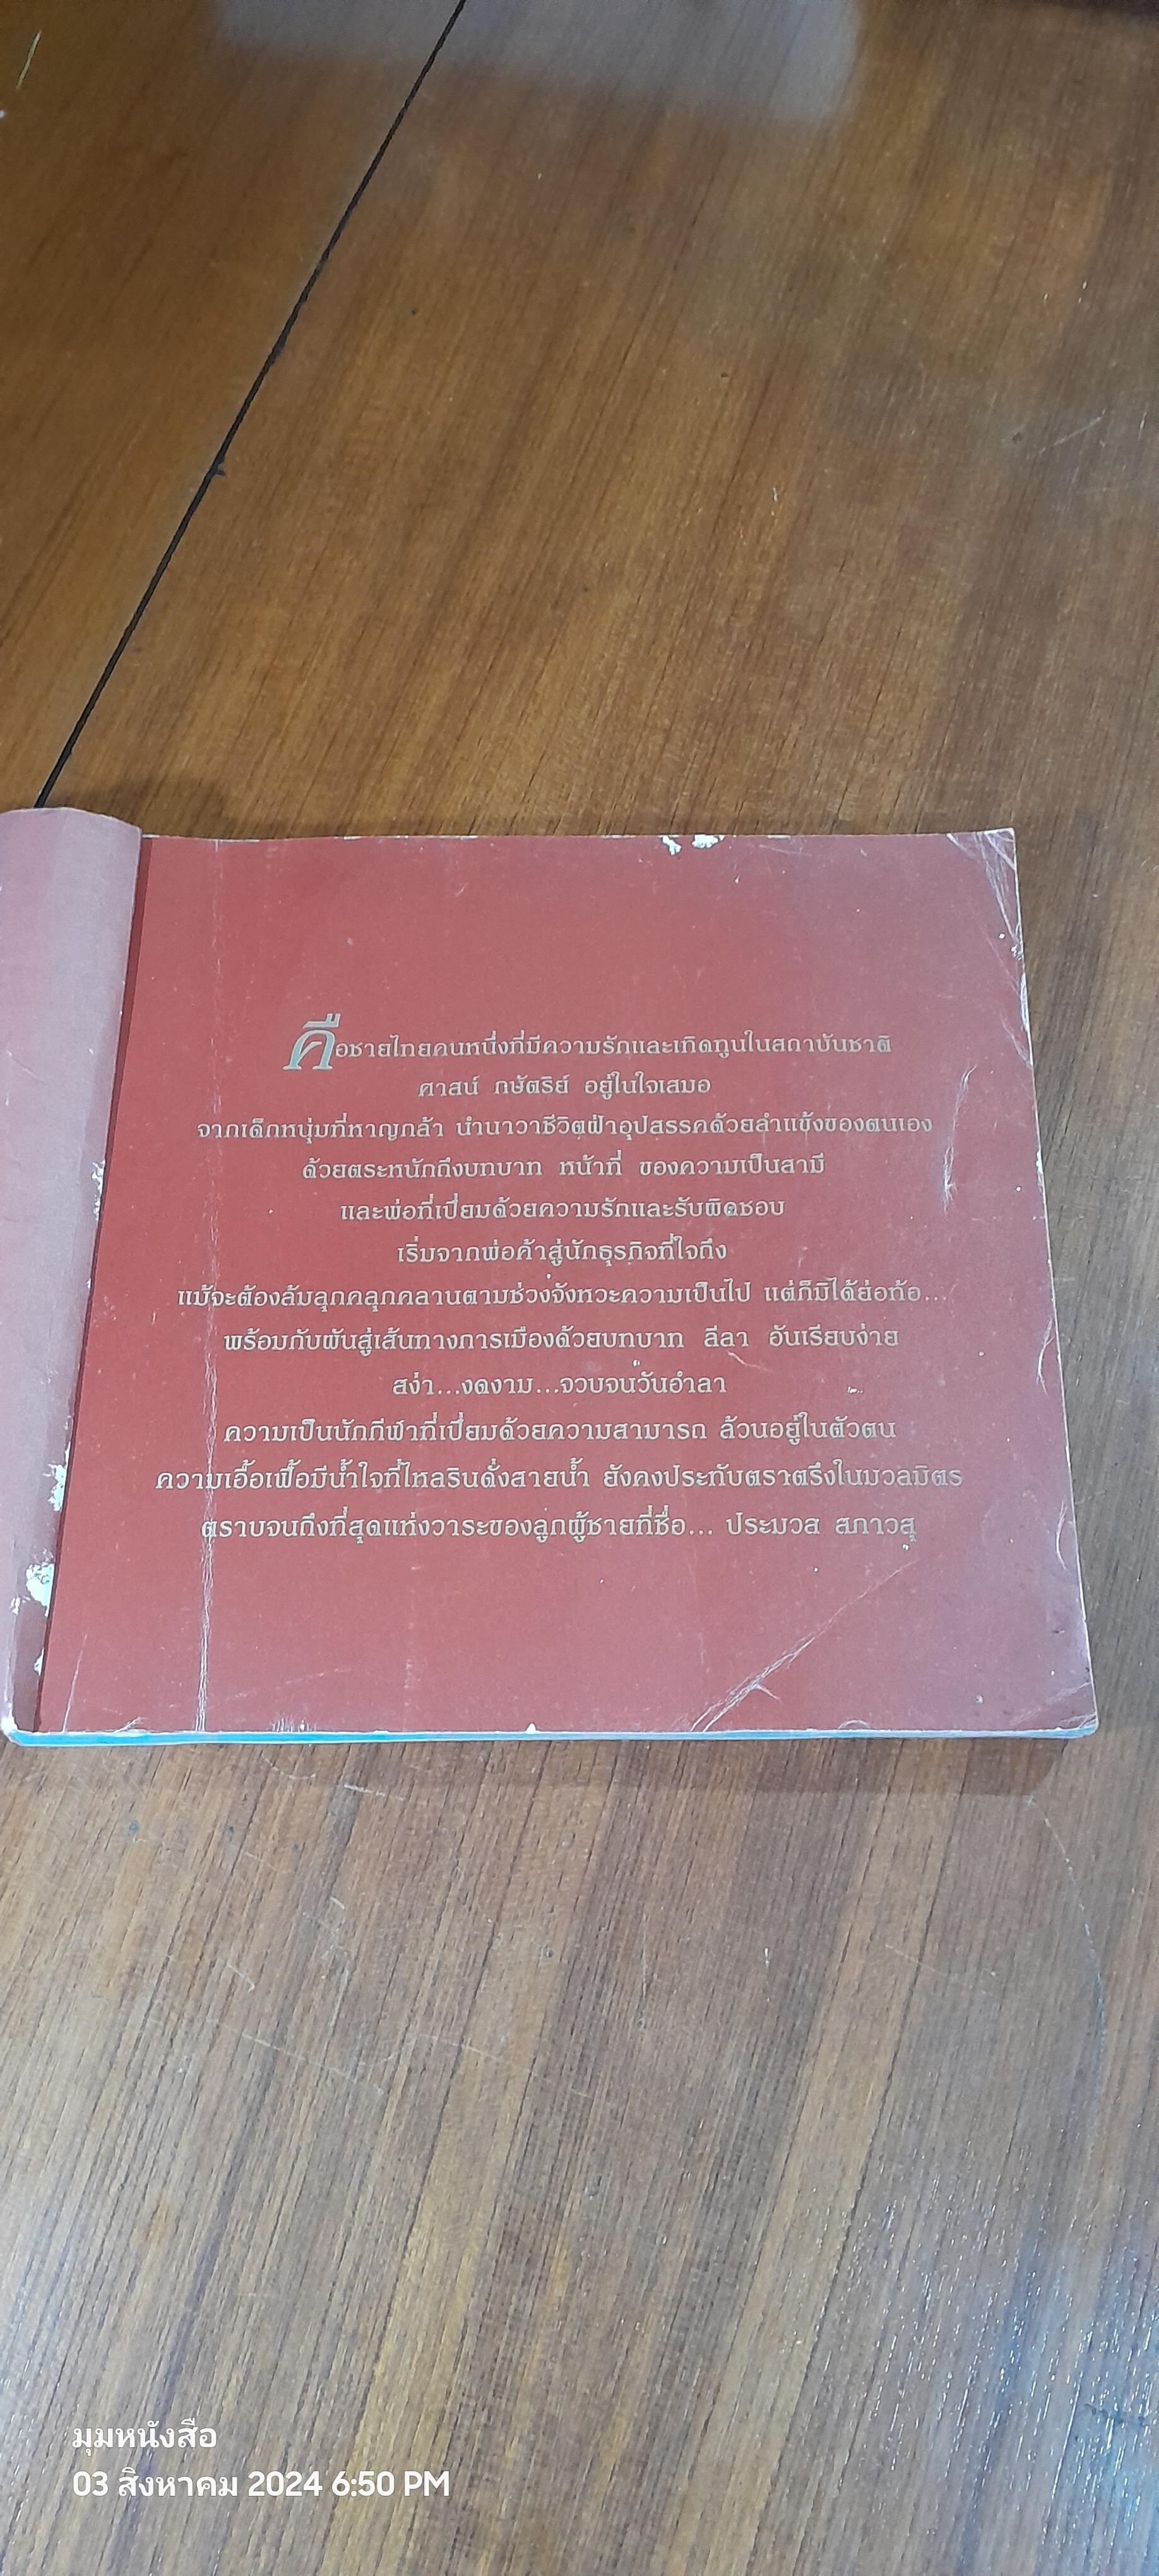 คือชายไทยคนหนึ่งที่มีความรักและเทิดทูนในสถาบันชาติ
ศาสน์ กษัตริย์ อยู่ในใจเสมอ
จากเด็กหนุ่มที่หาญกล้า นำนาวาชีวิตฝ่าอุปสรรคด้วยลำแข้งของตนเอง
ด้วยตระหนักถึงบทบาท หน้าที่ ของความเป็นสามี
และพ่อที่เปี่ยมด้วยความรักและรับผิดชอบ
เริ่มจากพ่อค้าสู่นักธุรกิจที่ใจถึง
แม้จะต้องล้มลุกคลุกคลานตามช่วงจังหวะความเป็นไป แต่ก็มิได้ย่อท้อ...
พร้อมกับผันสู่เส้นทางการเมืองด้วยบทบาท ลีลา อันเรียบง่าย
สง่า...งดงาม...จวบจนวันอำลา
ความเป็นนักกีฬาที่เปี่ยมด้วยความสามารถ ล้วนอยู่ในตัวตน
ความเอื้อเฟื้อมีน้ำใจที่ไหลรินดั่งสายน้ำ ยังคงประทับตราตรึงในมวลมิตร
ตราบจนถึงที่สุดแห่งวาระของลูกผู้ชายที่ชื่อ... ประมวล สภาวสุ
มุมหนังสือ
03 สิงหาคม 2024 6:50 PM